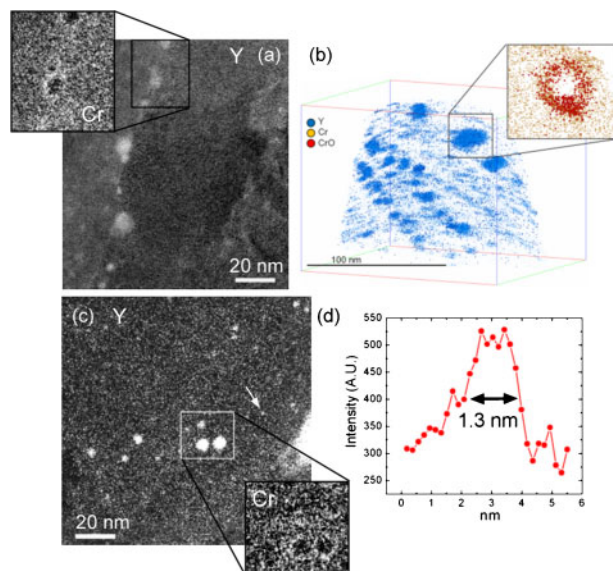 Y (a)
Cr
20 nm
(b)
Y
Cr
CrO
100 nm
(c) Y
20 nm
Cr
(d)
550
500
450
400
350
300
250
Intensity (A.U.)
1.3 nm
0 1 2 3 4 5 6
nm